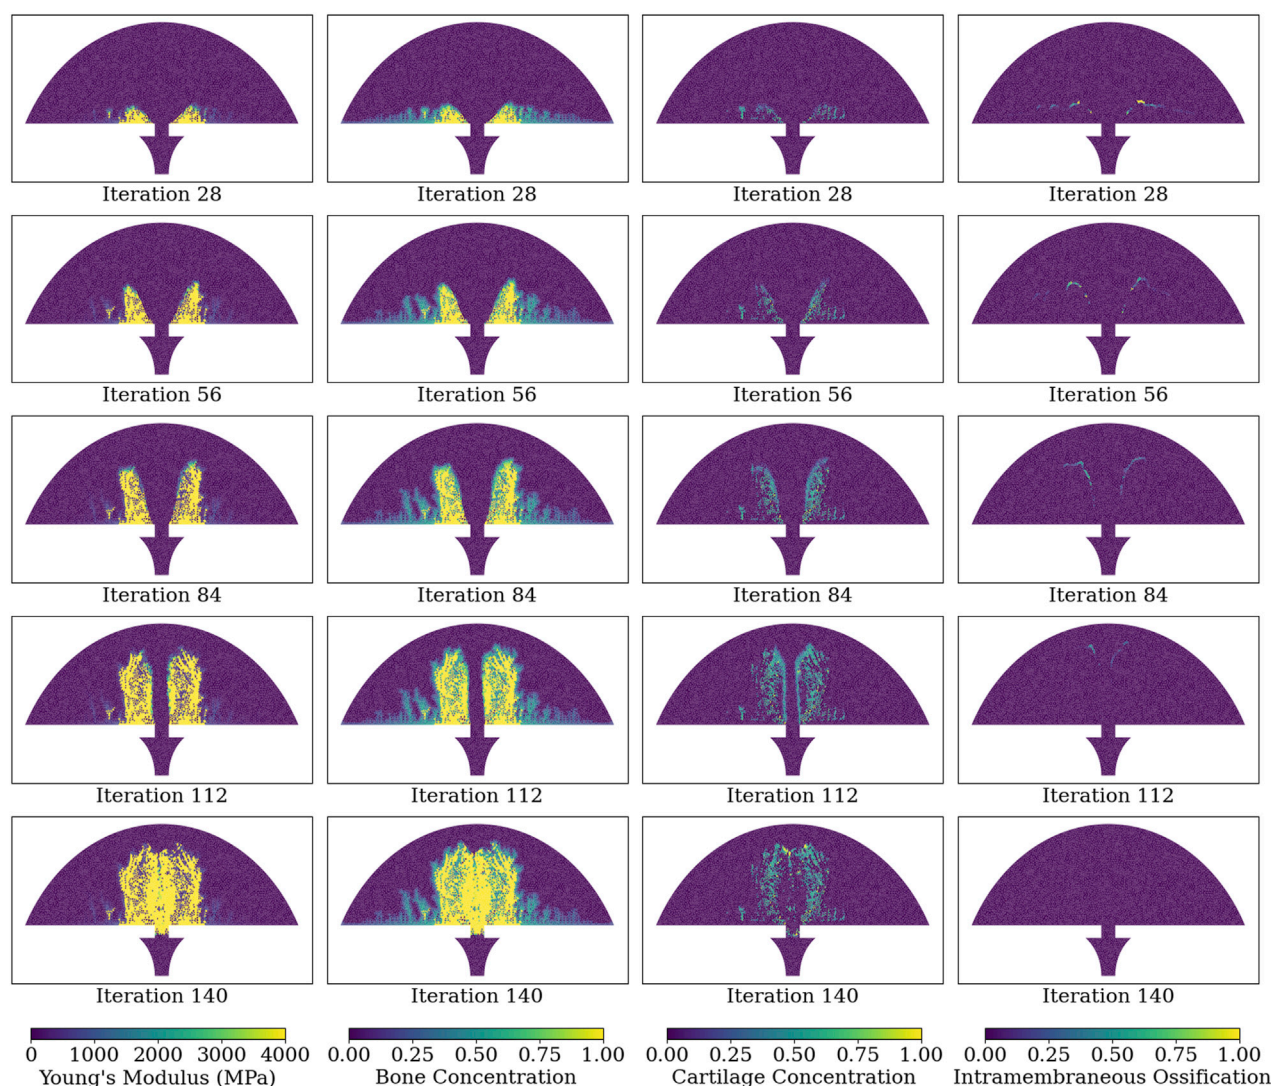 Iteration 28 Iteration 28 Iteration 28 Iteration 28
Iteration 56 Iteration 56 Iteration 56 Iteration 56
Iteration 84 Iteration 84 Iteration 84 Iteration 84
Iteration 112 Iteration 112 Iteration 112 Iteration 112
Iteration 140 Iteration 140 Iteration 140 Iteration 140
0 1000 2000 3000 4000 0.00 0.25 0.50 0.75 1.00 0.00 0.25 0.50 0.75 1.00 0.00 0.25 0.50 0.75 1.00
Young's Modulus (MPa) Bone Concentration Cartilage Concentration Intramembraneous Ossification